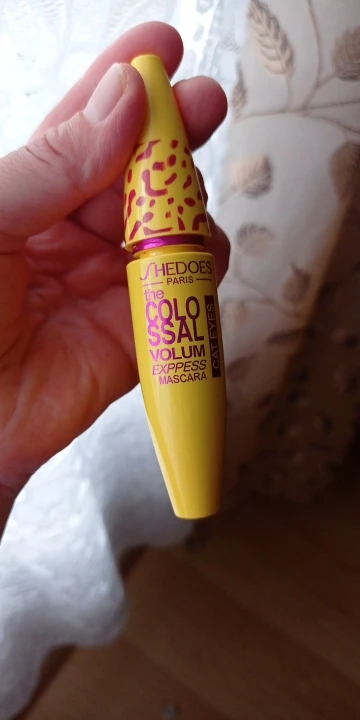 SHEDOES
PARIS
the
COLO
SSAL
VOLUM
EXPPESS
MASCARA
CAT EYES